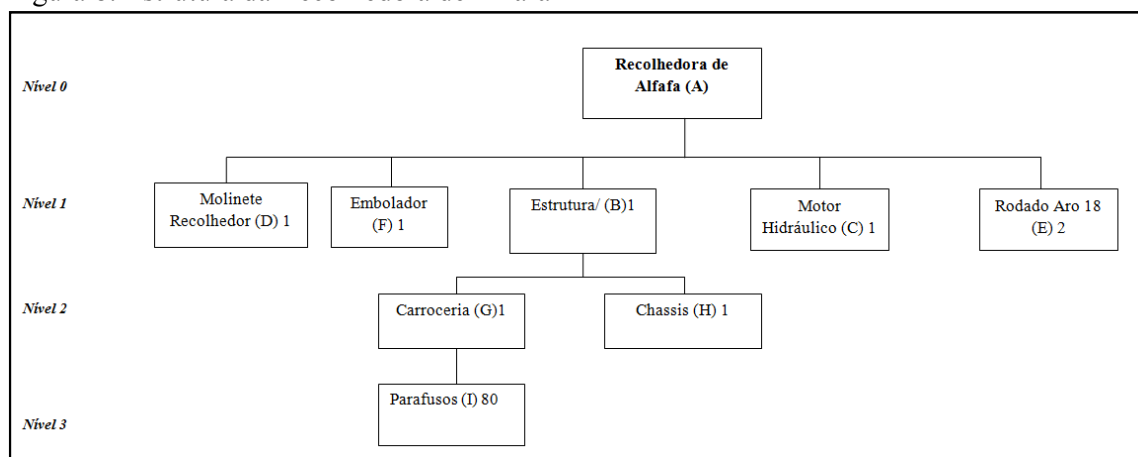 Nível 0
Recolhedora de
Alfafa (A)
Nível 1
Molinete
Recolhedor (D) 1
Embolador
(F) 1
Estrutura/ (B)1
Motor
Hidráulico (C) 1
Rodado Aro 18
(E) 2
Nível 2
Carroceria (G)1
Chassis (H) 1
Parafusos (I) 80
Nível 3